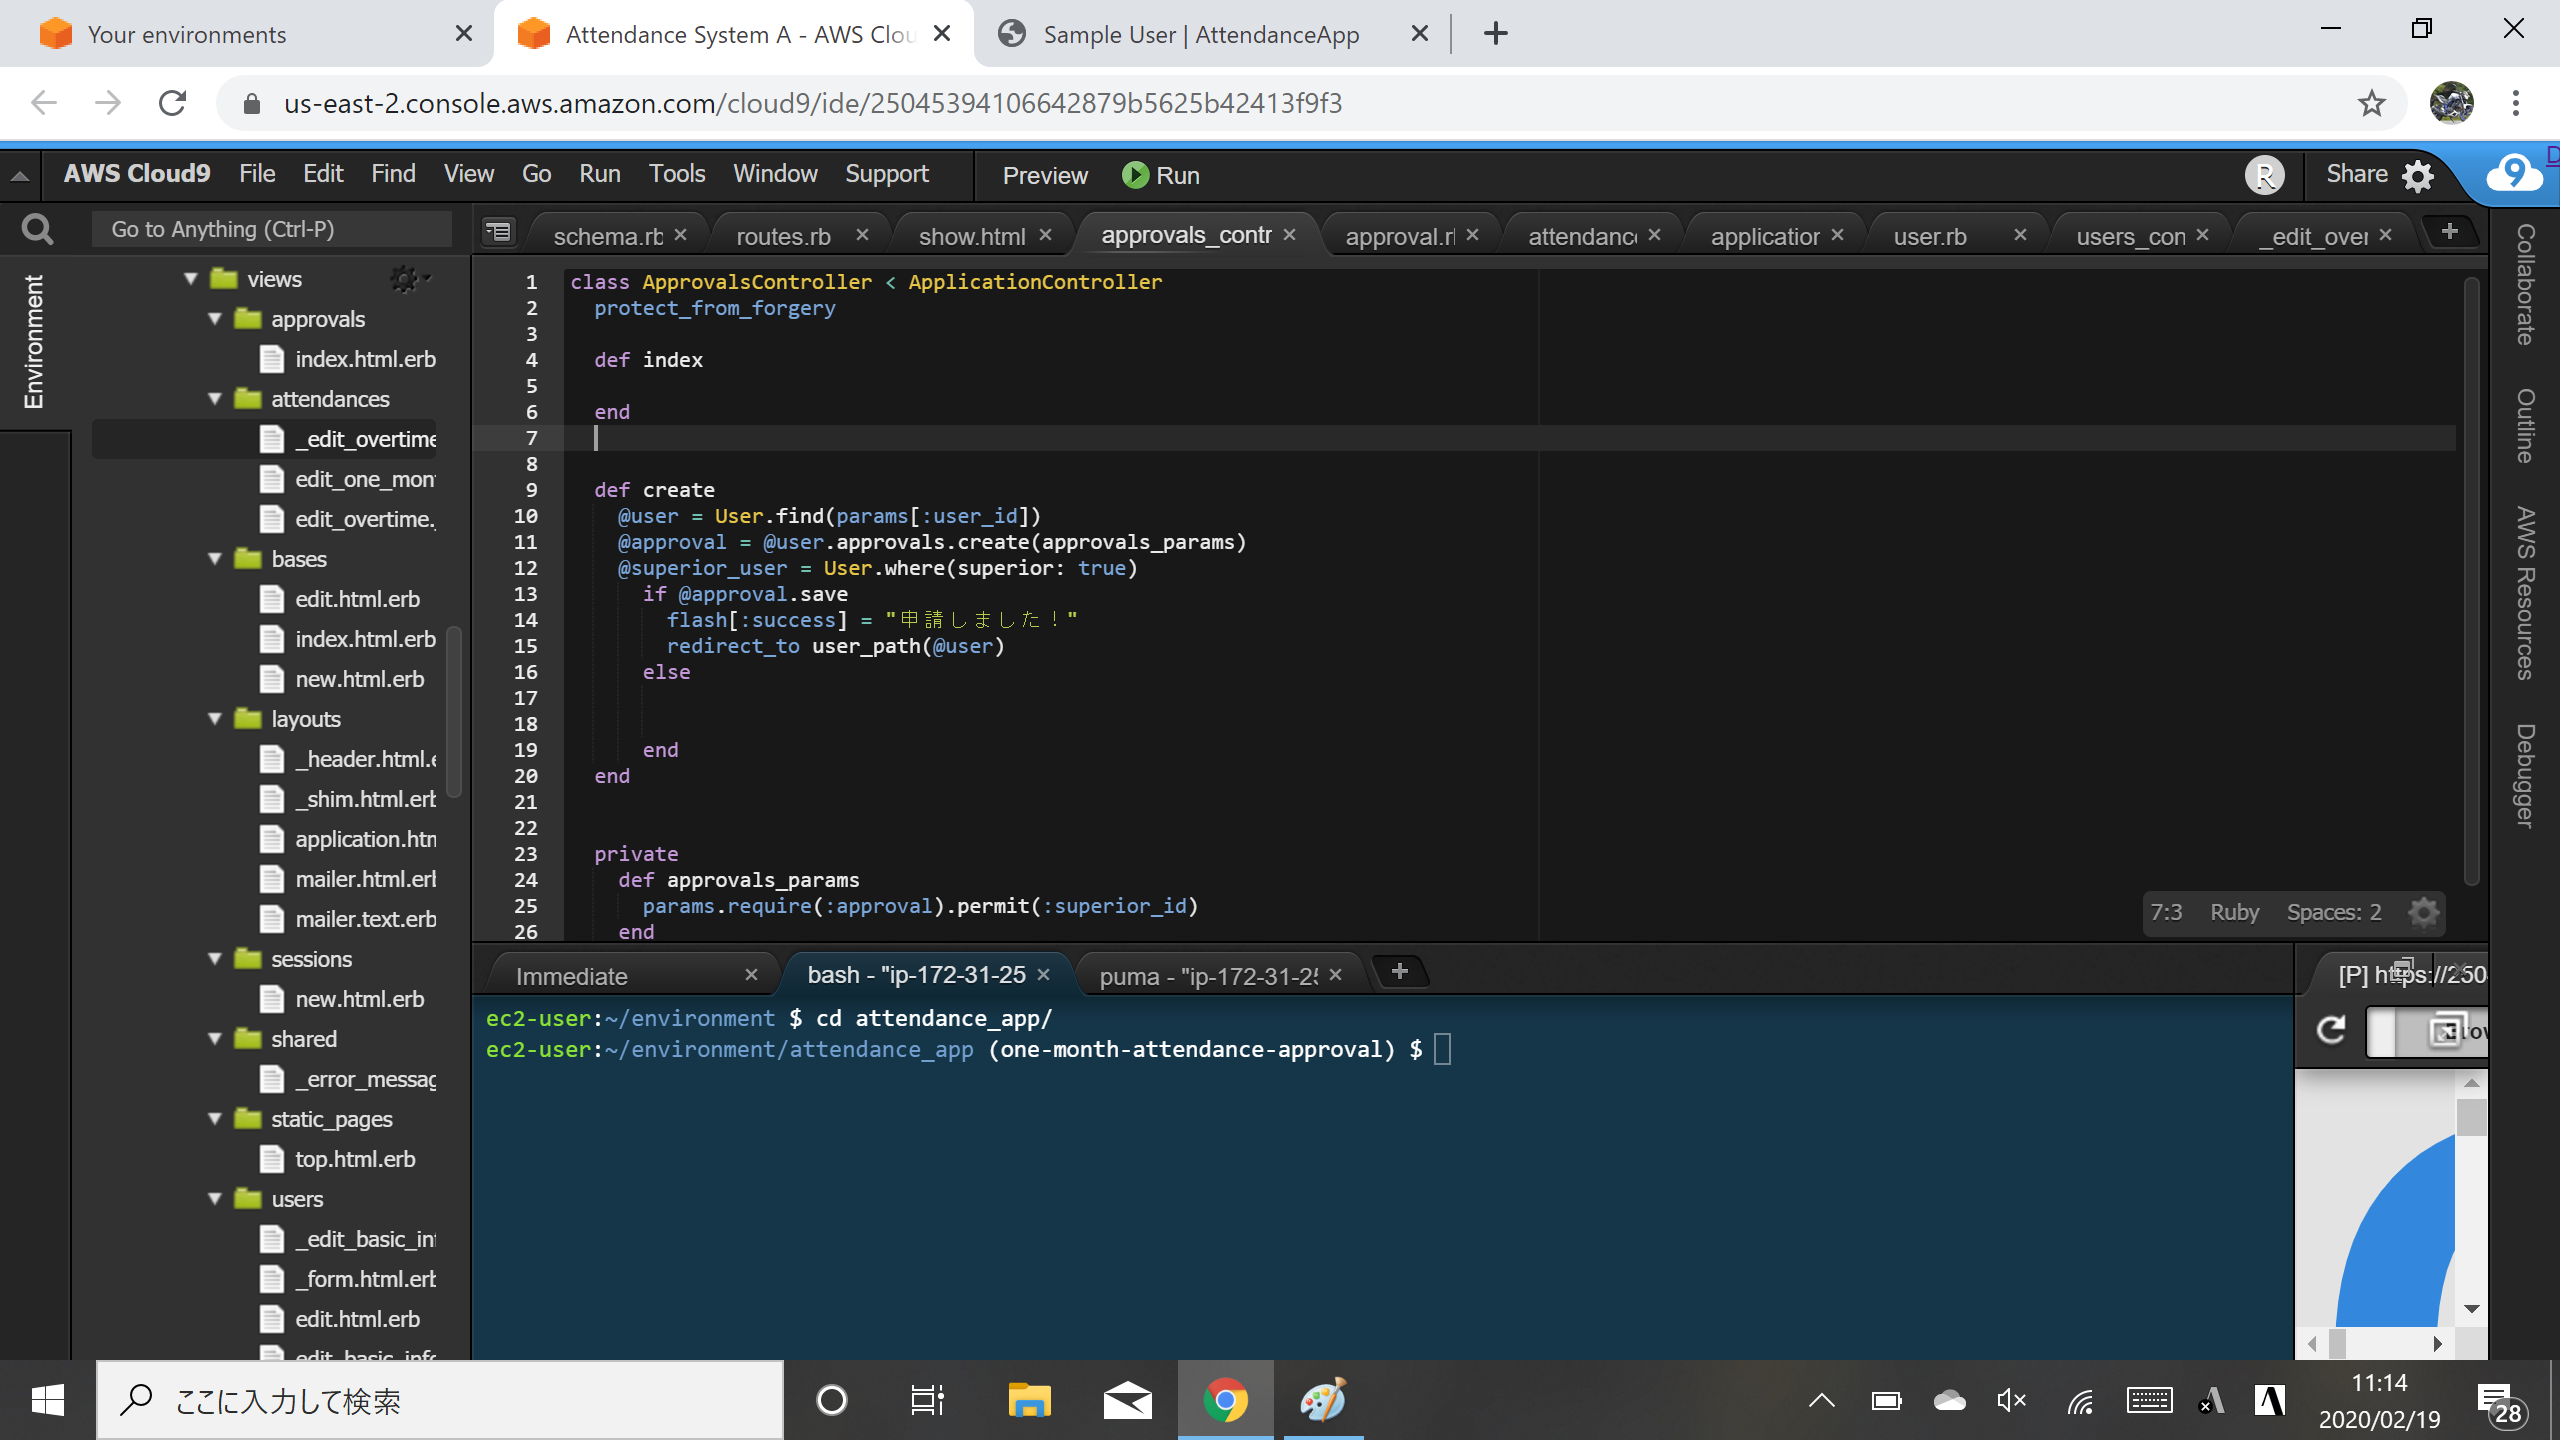 Your environments
Attendance System A - AWS Clou
Sample User | AttendanceApp
us-east-2.console.aws.amazon.com/cloud9/ide/25045394106642879b5625b42413f9f3
AWS Cloud9 File Edit Find View Go Run Tools Window Support Preview Run
R Share 9 D
Go to Anything (Ctrl-P)
schema.rb routes.rb show.html approvals_contr approval.r attendanc application user.rb users_con _edit_over
Environment
views
approvals
index.html.erb
attendances
_edit_overtime
edit_one_mon
edit_overtime.
bases
edit.html.erb
index.html.erb
new.html.erb
layouts
_header.html.e
_shim.html.erb
application.htm
mailer.html.erb
mailer.text.erb
sessions
new.html.erb
shared
_error_messag
static_pages
top.html.erb
users
_edit_basic_inf
_form.html.erb
edit.html.erb
edit_basic_info
1 class ApprovalsController < ApplicationController
2 protect_from_forgery
3
4 def index
5
6 end
7
8
9 def create
10 @user = User.find(params[:user_id])
11 @approval = @user.approvals.create(approvals_params)
12 @superior_user = User.where(superior: true)
13 if @approval.save
14 flash[:success] = "申請しました！"
15 redirect_to user_path(@user)
16 else
17
18
19 end
20 end
21
22
23 private
24 def approvals_params
25 params.require(:approval).permit(:superior_id)
26 end
7:3 Ruby Spaces: 2
Collaborate
Outline
AWS Resources
Debugger
Immediate
bash - "ip-172-31-25
puma - "ip-172-31-25
ec2-user:~/environment $ cd attendance_app/
ec2-user:~/environment/attendance_app (one-month-attendance-approval) $
[P] https://250
ここに入力して検索
11:14
2020/02/19
28